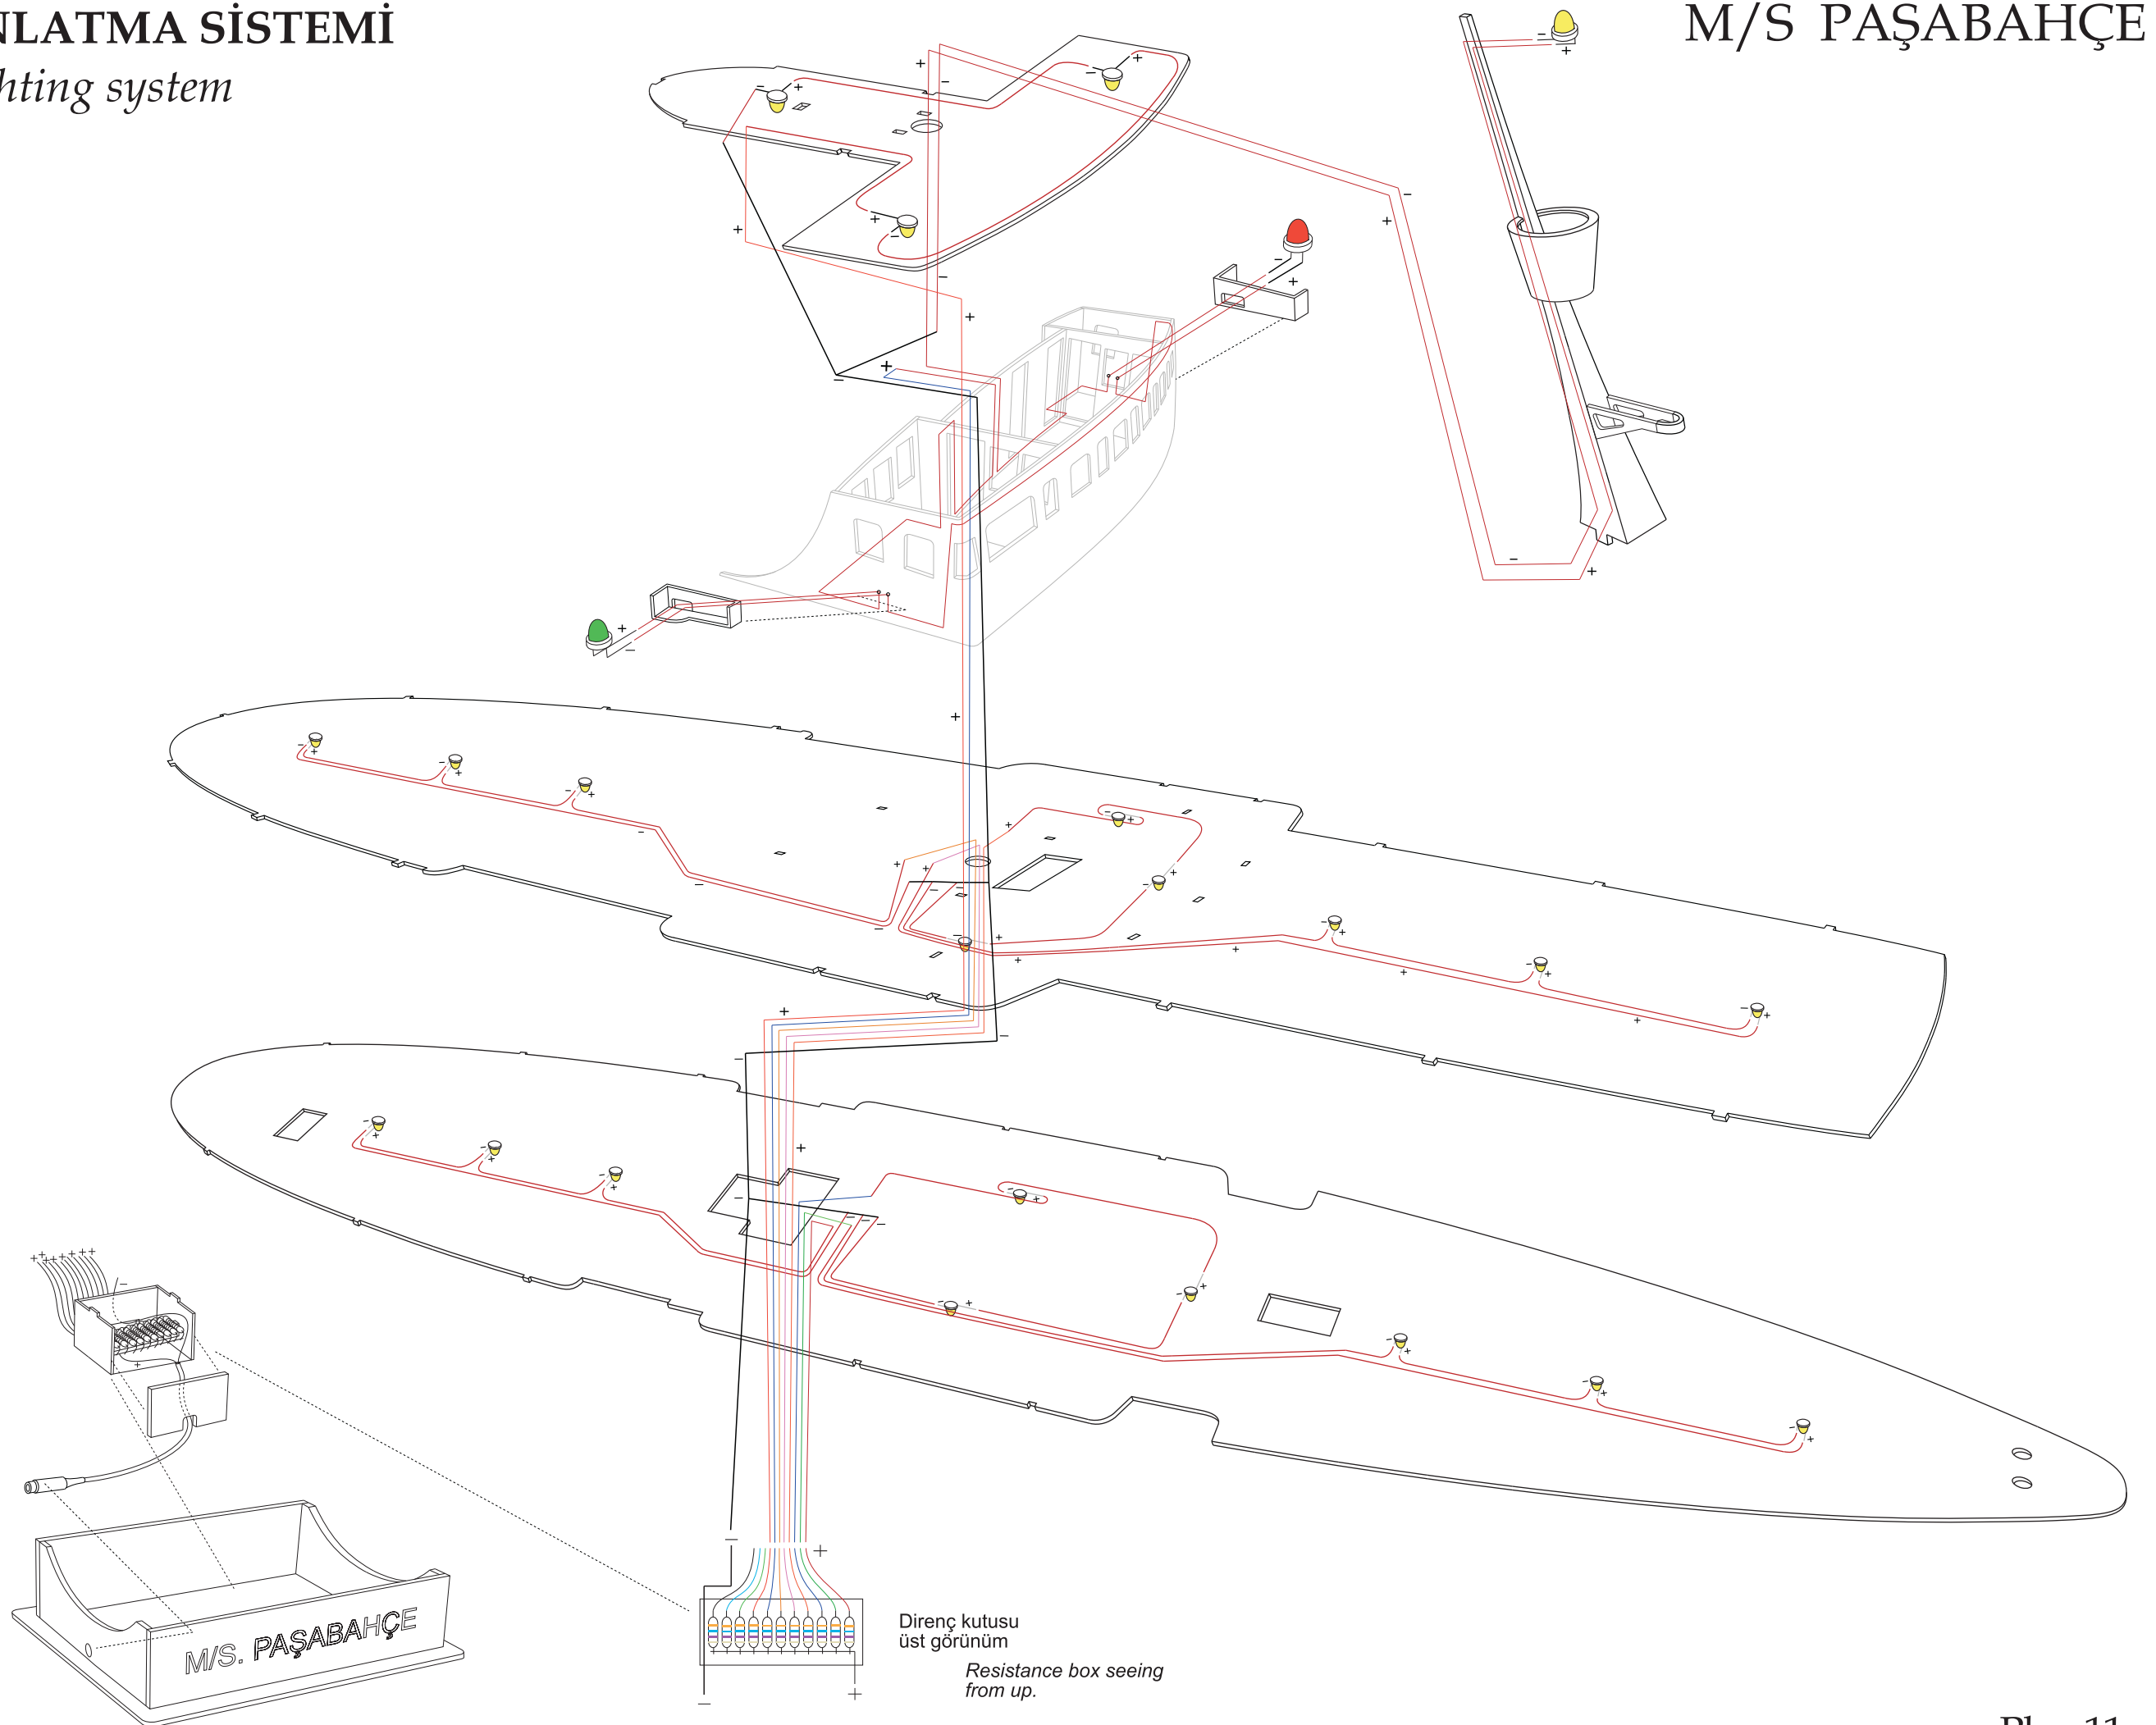 NLATMA SİSTEMİ
hting system
M/S PAŞABAHÇE
M/S. PAŞABAHÇE
Direnç kutusu
üst görünüm
Resistance box seeing
from up.